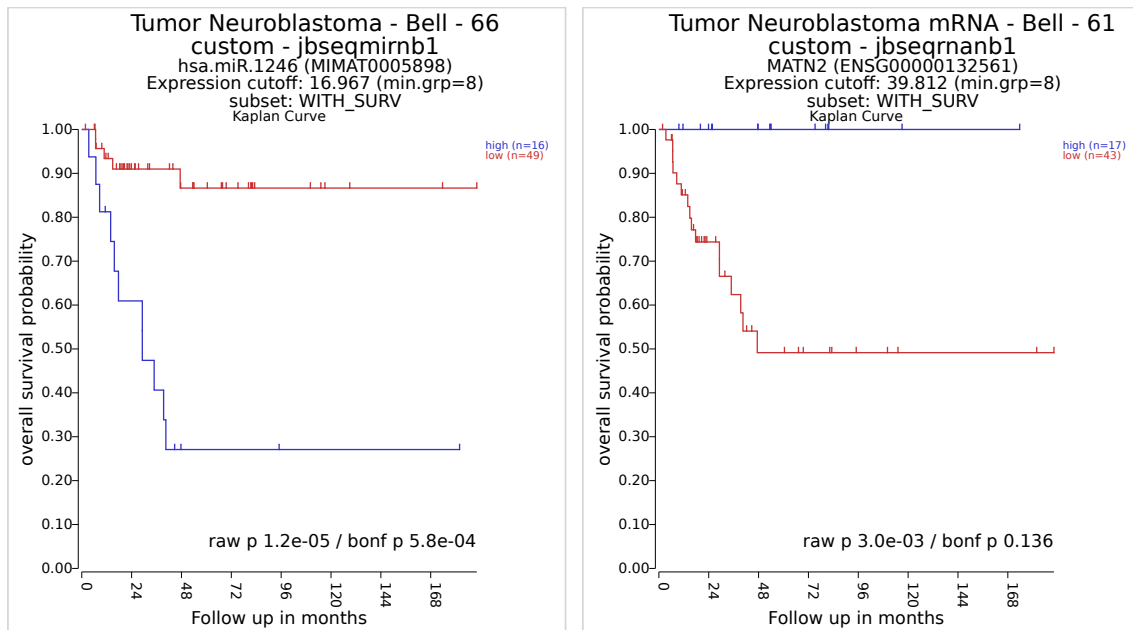 Tumor Neuroblastoma - Bell - 66
custom - jbseqmirnb1
hsa.miR.1246 (MIMAT0005898)
Expression cutoff: 16.967 (min.grp=8)
subset: WITH_SURV
Kaplan Curve
high (n=16)
low (n=49)
overall survival probability
1.00
0.90
0.80
0.70
0.60
0.50
0.40
0.30
0.20
0.10
0.00
raw p 1.2e-05 / bonf p 5.8e-04
0 24 48 72 96 120 144 168
Follow up in months
Tumor Neuroblastoma mRNA - Bell - 61
custom - jbseqrnanb1
MATN2 (ENSG00000132561)
Expression cutoff: 39.812 (min.grp=8)
subset: WITH_SURV
Kaplan Curve
high (n=17)
low (n=43)
overall survival probability
1.00
0.90
0.80
0.70
0.60
0.50
0.40
0.30
0.20
0.10
0.00
raw p 3.0e-03 / bonf p 0.136
0 24 48 72 96 120 144 168
Follow up in months